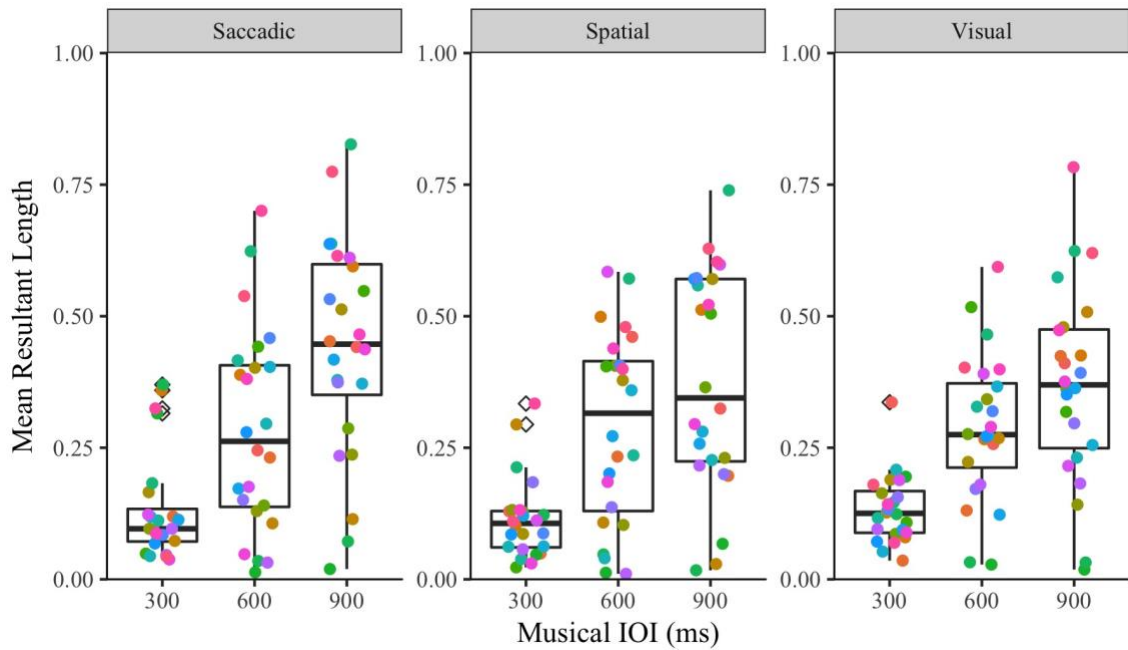 Saccadic Spatial Visual
1.00 1.00 1.00
0.75 0.75 0.75
0.50 0.50 0.50
0.25 0.25 0.25
0.00 0.00 0.00
300 600 900 300 600 900 300 600 900
Mean Resultant Length
Musical IOI (ms)